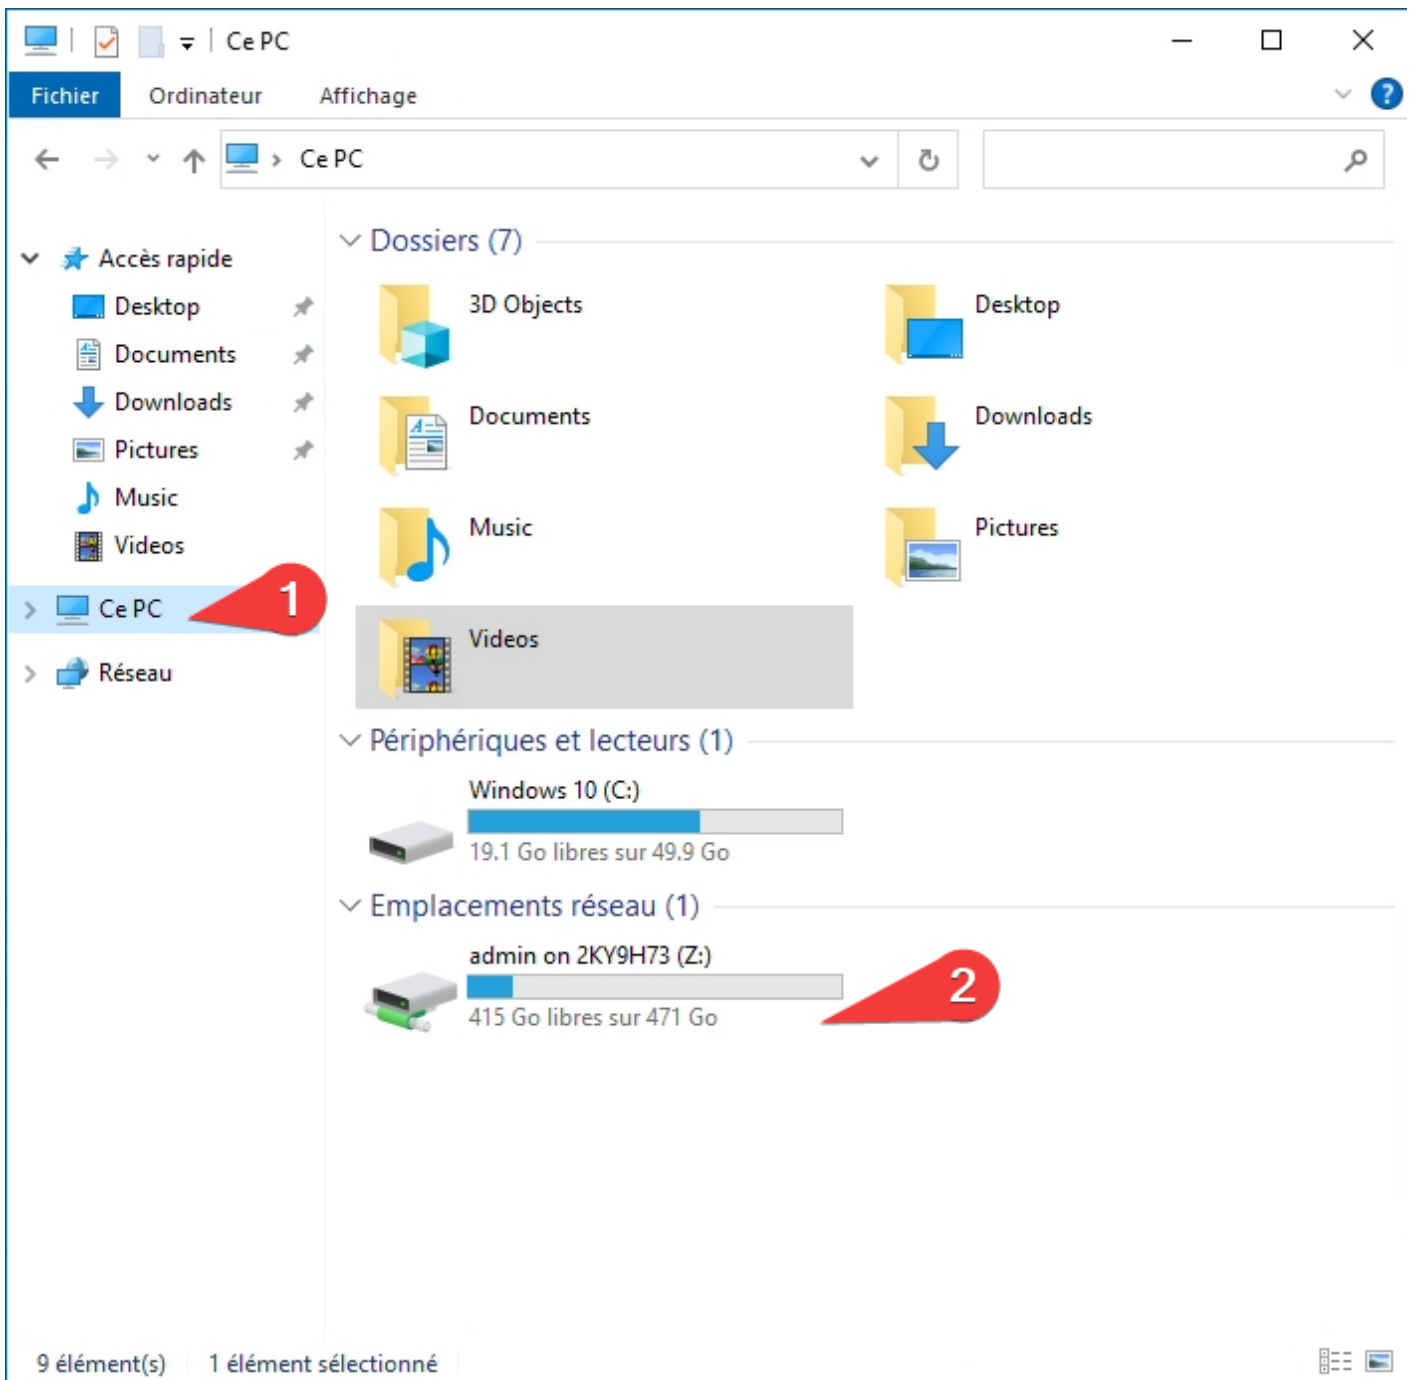 Ce PC
Fichier Ordinateur Affichage
?
Ce PC
Accès rapide
Desktop
Documents
Downloads
Pictures
Music
Videos
Ce PC
1
Réseau
Dossiers (7)
3D Objects
Desktop
Documents
Downloads
Music
Pictures
Videos
Périphériques et lecteurs (1)
Windows 10 (C:)
19.1 Go libres sur 49.9 Go
Emplacements réseau (1)
admin on 2KY9H73 (Z:)
2
415 Go libres sur 471 Go
9 élément(s) 1 élément sélectionné